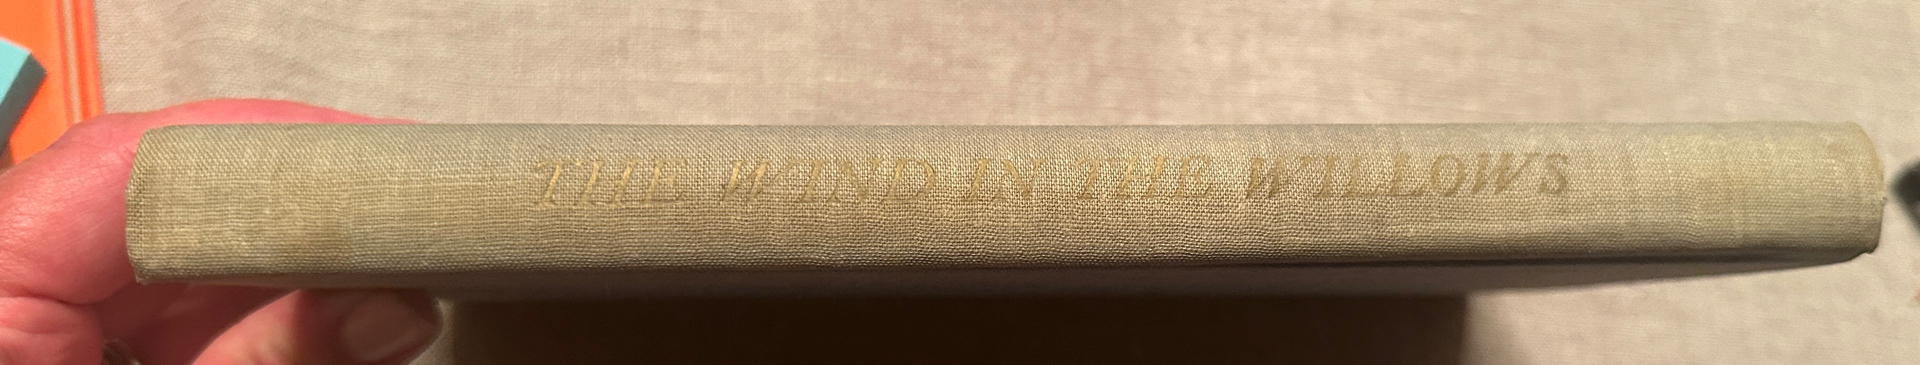 THE WIND IN THE WILLOWS